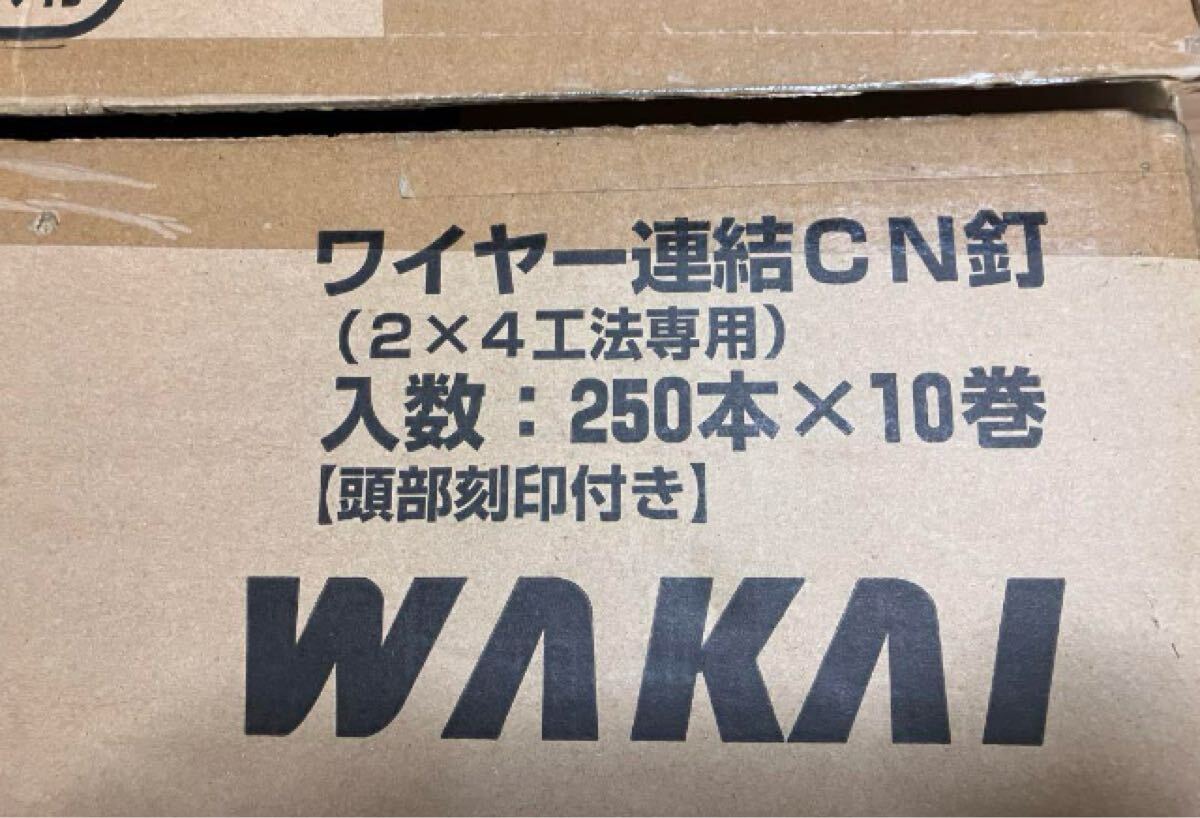 ワイヤー連結CN釘
(2×4工法専用)
入数:250本×10巻
【頭部刻印付き】
WAKAI